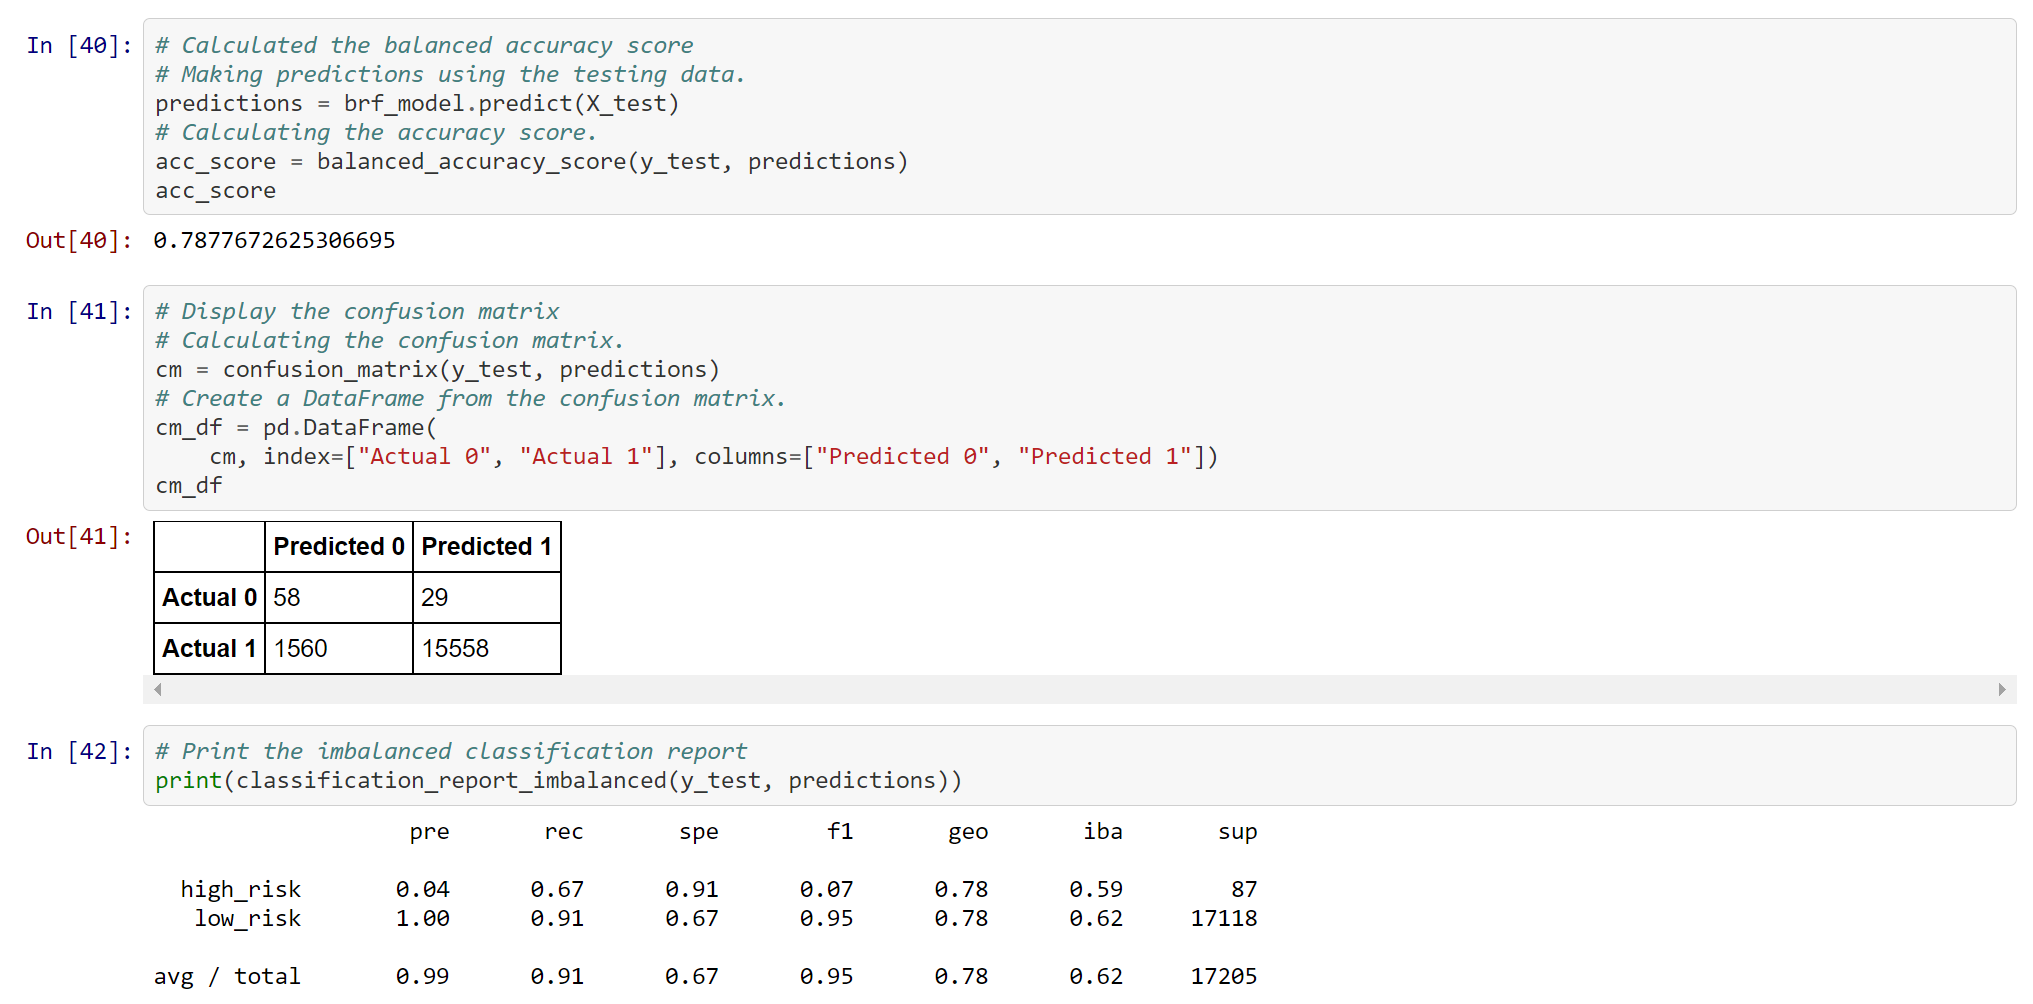 In [40]: # Calculated the balanced accuracy score
# Making predictions using the testing data.
predictions = brf_model.predict(X_test)
# Calculating the accuracy score.
acc_score = balanced_accuracy_score(y_test, predictions)
acc_score
Out[40]: 0.7877672625306695
In [41]: # Display the confusion matrix
# Calculating the confusion matrix.
cm = confusion_matrix(y_test, predictions)
# Create a DataFrame from the confusion matrix.
cm_df = pd.DataFrame(
    cm, index=["Actual 0", "Actual 1"], columns=["Predicted 0", "Predicted 1"])
cm_df
Out[41]: Predicted 0 Predicted 1
Actual 0 58 29
Actual 1 1560 15558
In [42]: # Print the imbalanced classification report
print(classification_report_imbalanced(y_test, predictions))
pre rec spe f1 geo iba sup
high_risk 0.04 0.67 0.91 0.07 0.78 0.59 87
low_risk 1.00 0.91 0.67 0.95 0.78 0.62 17118
avg / total 0.99 0.91 0.67 0.95 0.78 0.62 17205